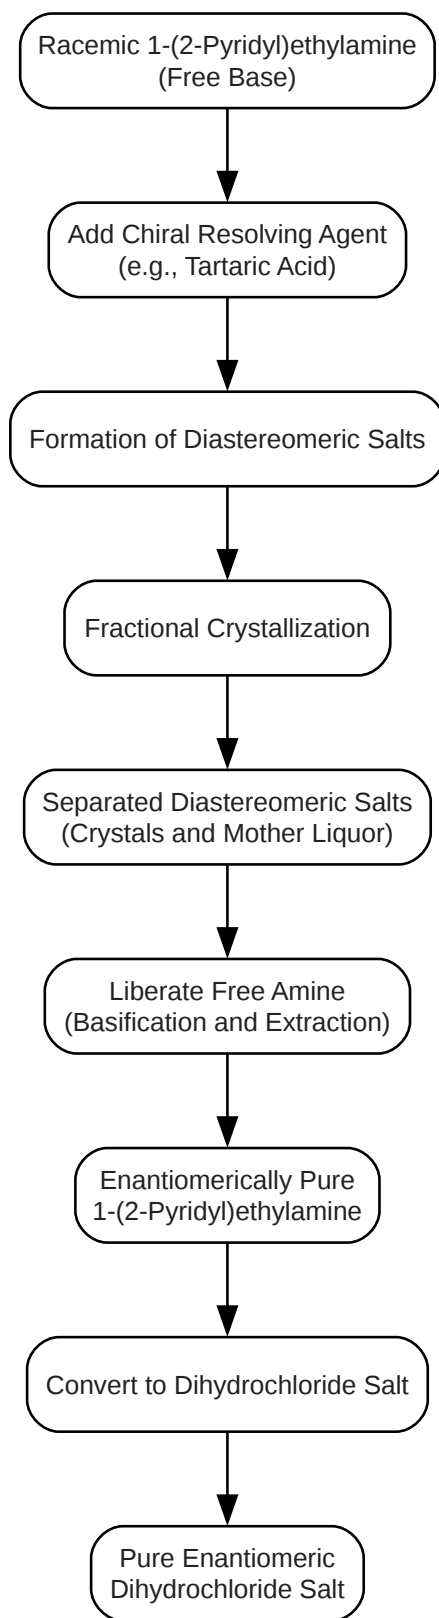 Racemic 1-(2-Pyridyl)ethylamine
(Free Base)
Add Chiral Resolving Agent
(e.g., Tartaric Acid)
Formation of Diastereomeric Salts
Fractional Crystallization
Separated Diastereomeric Salts
(Crystals and Mother Liquor)
Liberate Free Amine
(Basification and Extraction)
Enantiomerically Pure
1-(2-Pyridyl)ethylamine
Convert to Dihydrochloride Salt
Pure Enantiomeric
Dihydrochloride Salt